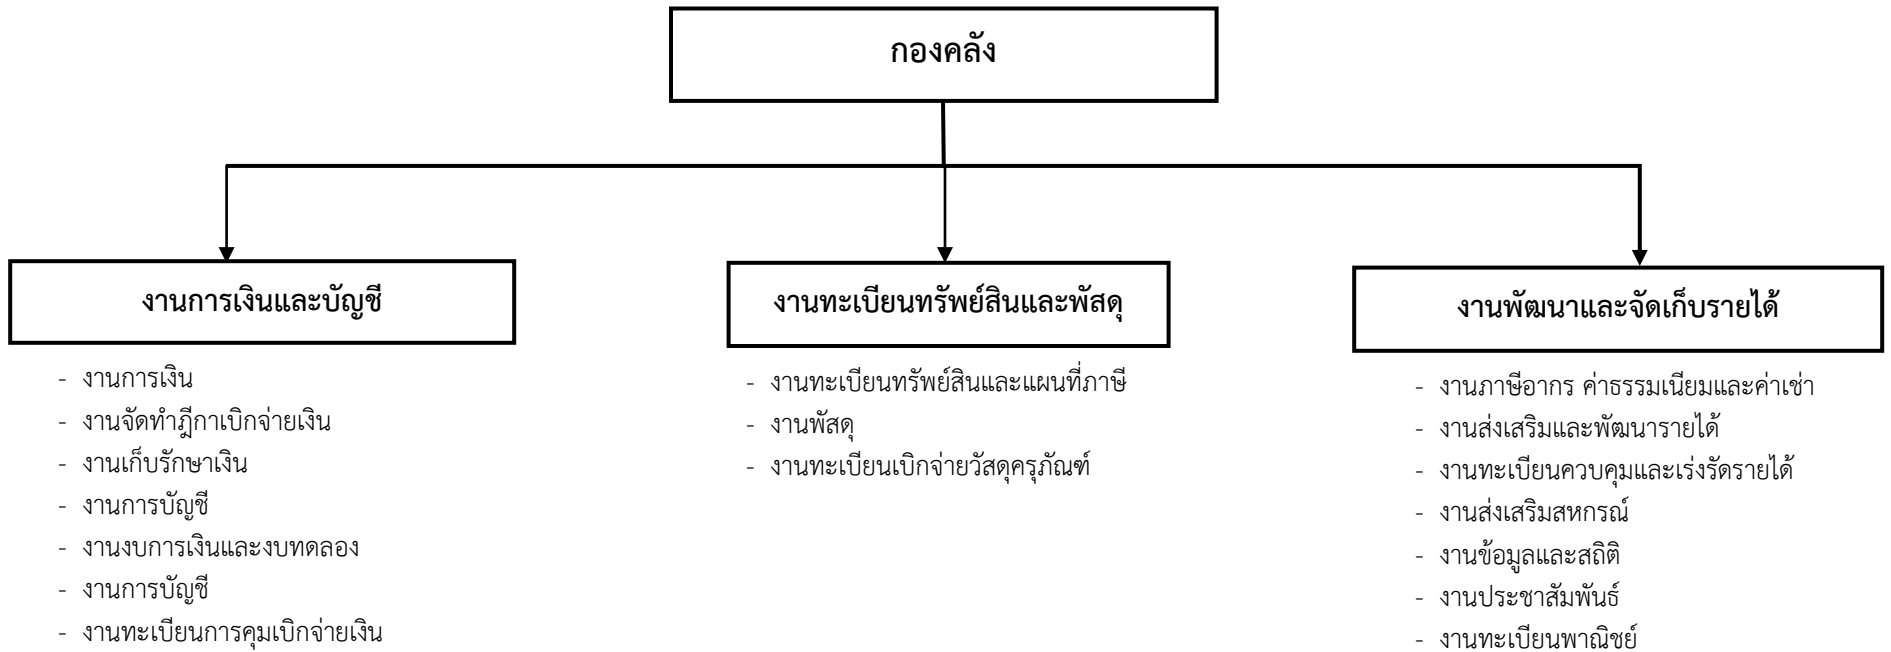 กองคลัง
งานการเงินและบัญชี
- งานการเงิน
- งานจัดทำฎีกาเบิกจ่ายเงิน
- งานเก็บรักษาเงิน
- งานการบัญชี
- งานงบการเงินและงบทดลอง
- งานการบัญชี
- งานทะเบียนการคุมเบิกจ่ายเงิน
งานทะเบียนทรัพย์สินและพัสดุ
- งานทะเบียนทรัพย์สินและแผนที่ภาษี
- งานพัสดุ
- งานทะเบียนเบิกจ่ายวัสดุครุภัณฑ์
งานพัฒนาและจัดเก็บรายได้
- งานภาษีอากร ค่าธรรมเนียมและค่าเช่า
- งานส่งเสริมและพัฒนารายได้
- งานทะเบียนควบคุมและเร่งรัดรายได้
- งานส่งเสริมสหกรณ์
- งานข้อมูลและสถิติ
- งานประชาสัมพันธ์
- งานทะเบียนพาณิชย์